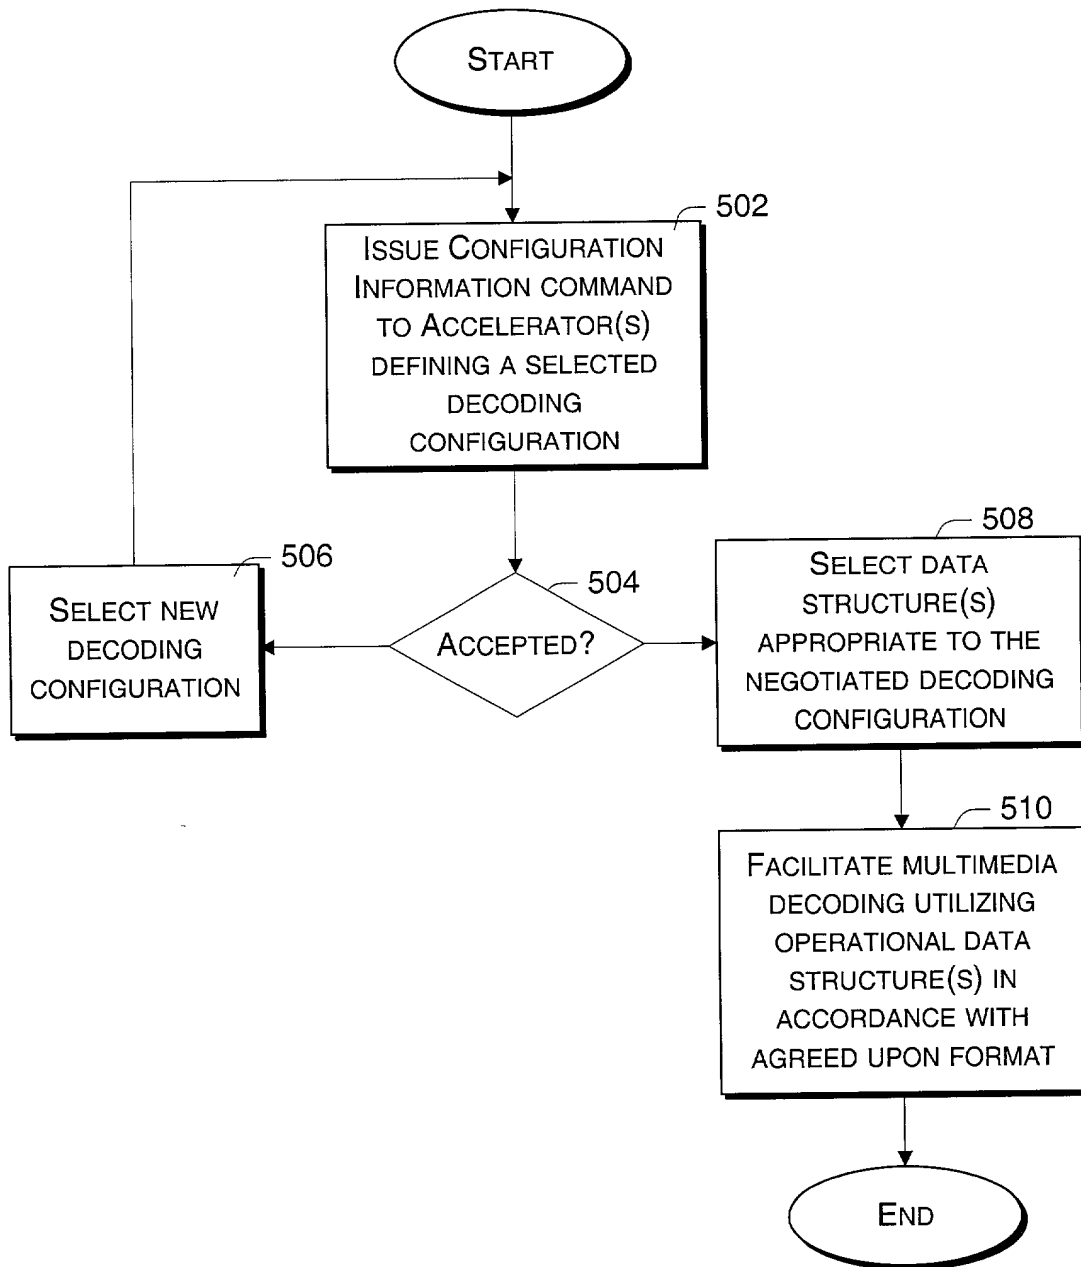 START
502
ISSUE CONFIGURATION
INFORMATION COMMAND
TO ACCELERATOR(S)
DEFINING A SELECTED
DECODING
CONFIGURATION
504
ACCEPTED?
506
SELECT NEW
DECODING
CONFIGURATION
508
SELECT DATA
STRUCTURE(S)
APPROPRIATE TO THE
NEGOTIATED DECODING
CONFIGURATION
510
FACILITATE MULTIMEDIA
DECODING UTILIZING
OPERATIONAL DATA
STRUCTURE(S) IN
ACCORDANCE WITH
AGREED UPON FORMAT
END